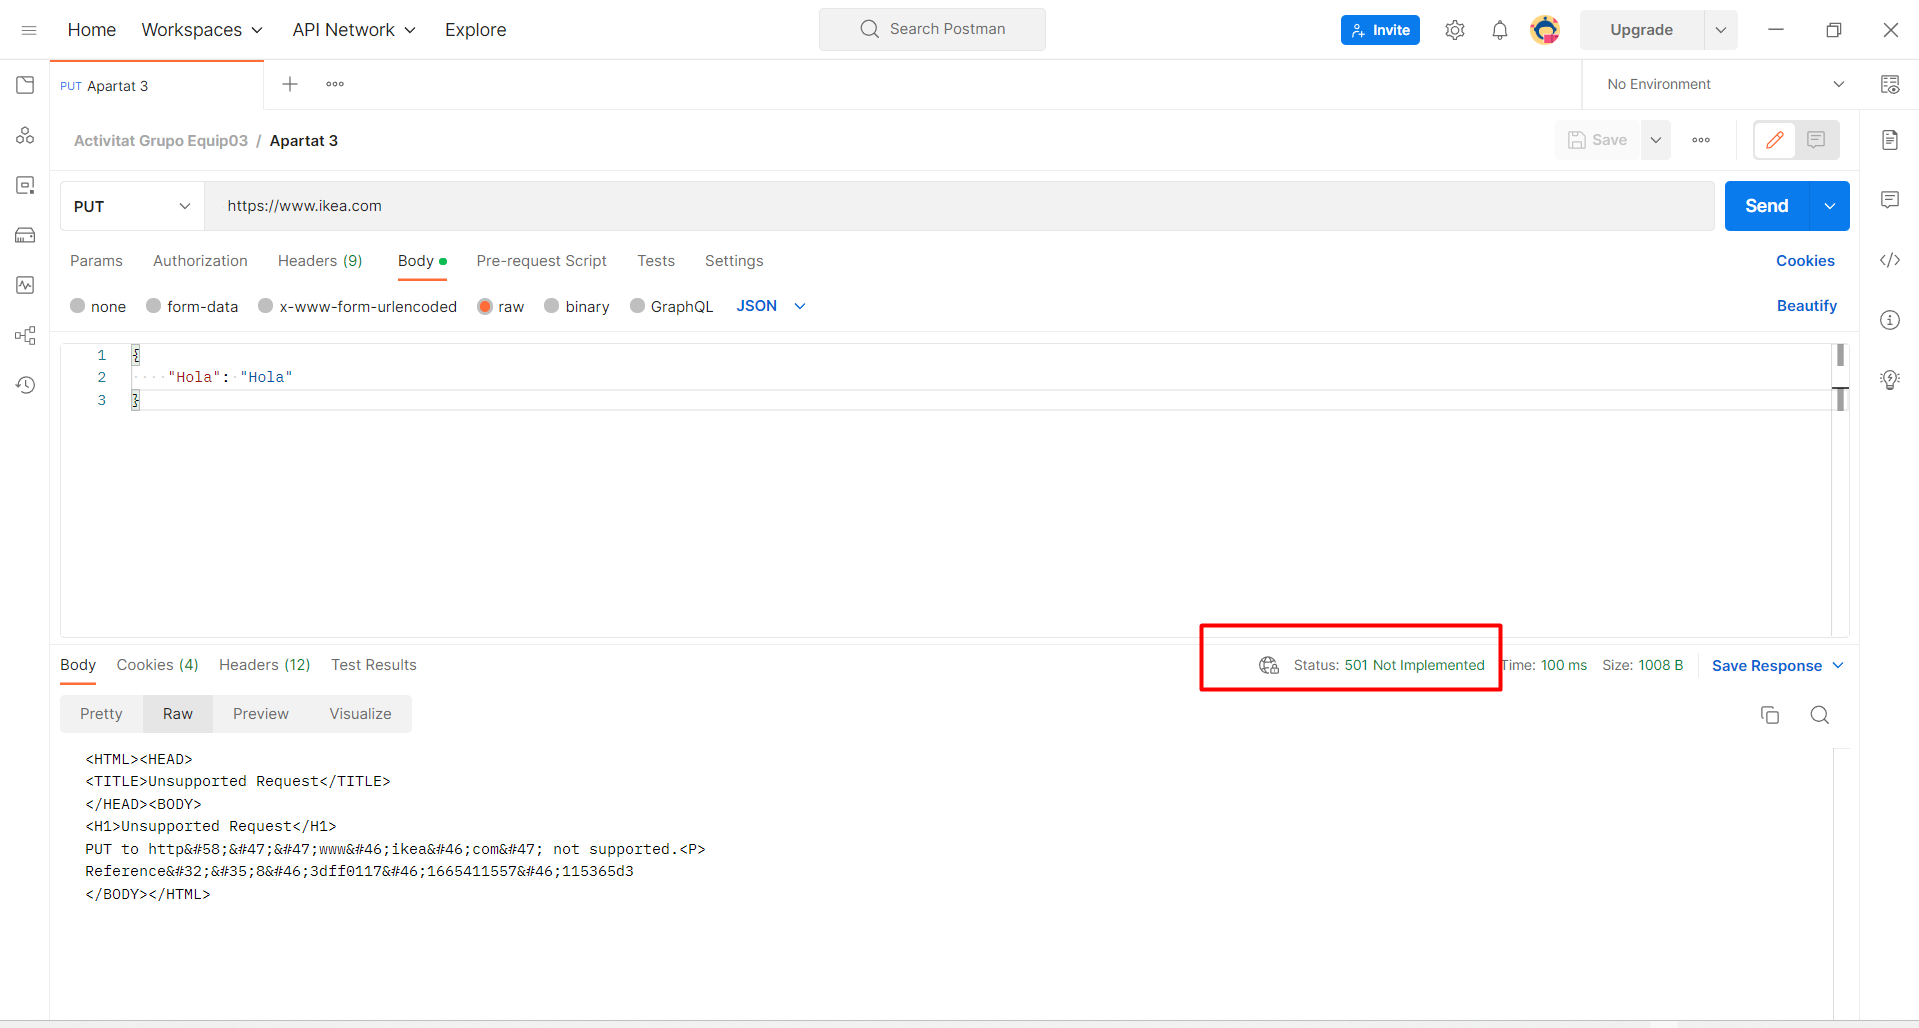 Home Workspaces API Network Explore Search Postman Invite Upgrade
PUT Apartat 3 No Environment
Activitat Grupo Equip03 / Apartat 3 Save
PUT https://www.ikea.com Send
Params Authorization Headers (9) Body Pre-request Script Tests Settings Cookies
none form-data x-www-form-urlencoded raw binary GraphQL JSON Beautify
1 {
2 ····"Hola":·"Hola"
3 }
Body Cookies (4) Headers (12) Test Results Status: 501 Not Implemented Time: 100 ms Size: 1008 B Save Response
Pretty Raw Preview Visualize
<HTML><HEAD>
<TITLE>Unsupported Request</TITLE>
</HEAD><BODY>
<H1>Unsupported Request</H1>
PUT to http&#58;&#47;&#47;www&#46;ikea&#46;com&#47; not supported.<P>
Reference&#32;&#35;8&#46;3dff0117&#46;1665411557&#46;115365d3
</BODY></HTML>